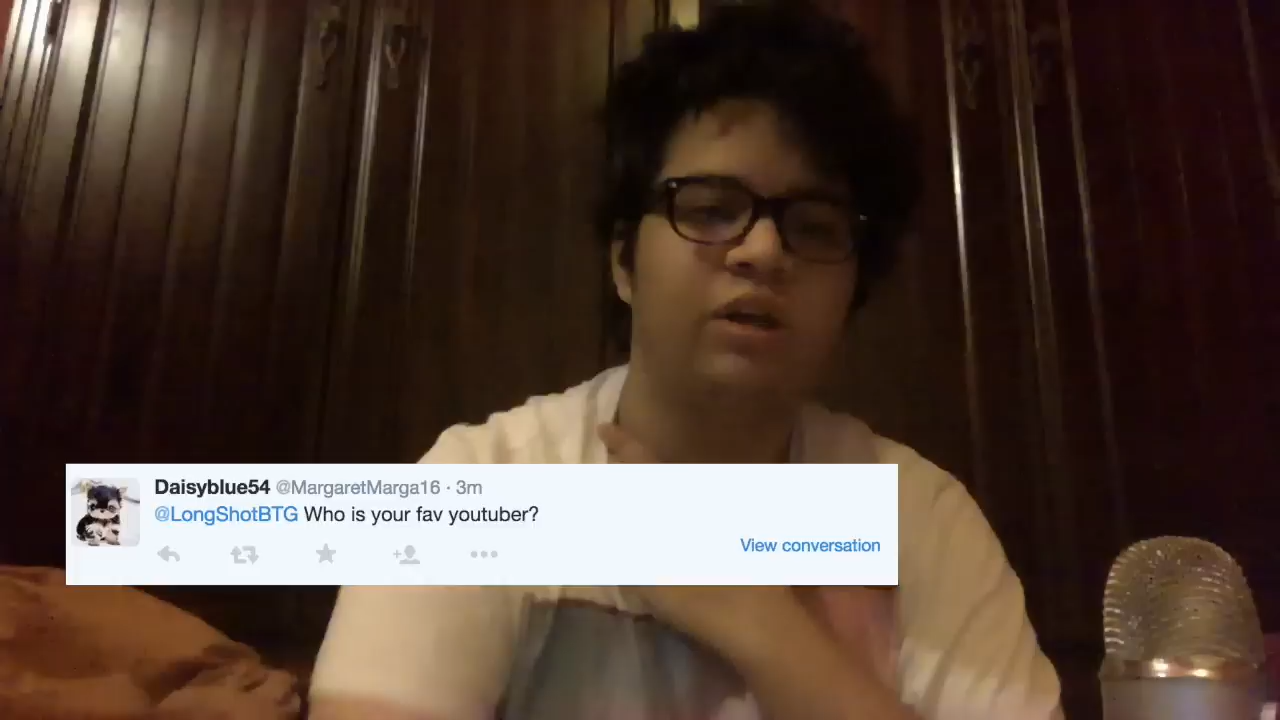 Daisyblue54 @MargaretMarga16 · 3m
@LongShotBTG Who is your fav youtuber?
View conversation